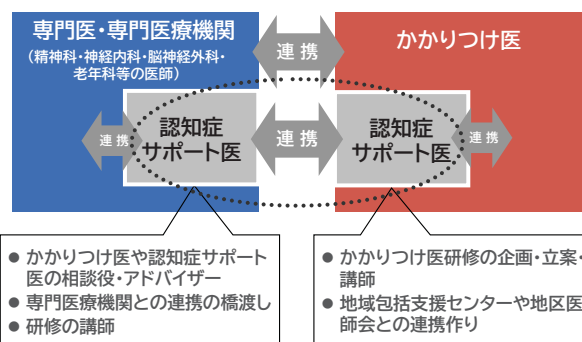 専門医・専門医療機関
（精神科・神経内科・脳神経外科・
老年科等の医師）
連携
かかりつけ医
連携
認知症
サポート医
連携
認知症
サポート医
連携
● かかりつけ医や認知症サポート
医の相談役・アドバイザー
● 専門医療機関との連携の橋渡し
● 研修の講師
● かかりつけ医研修の企画・立案・
講師
● 地域包括支援センターや地区医
師会との連携作り